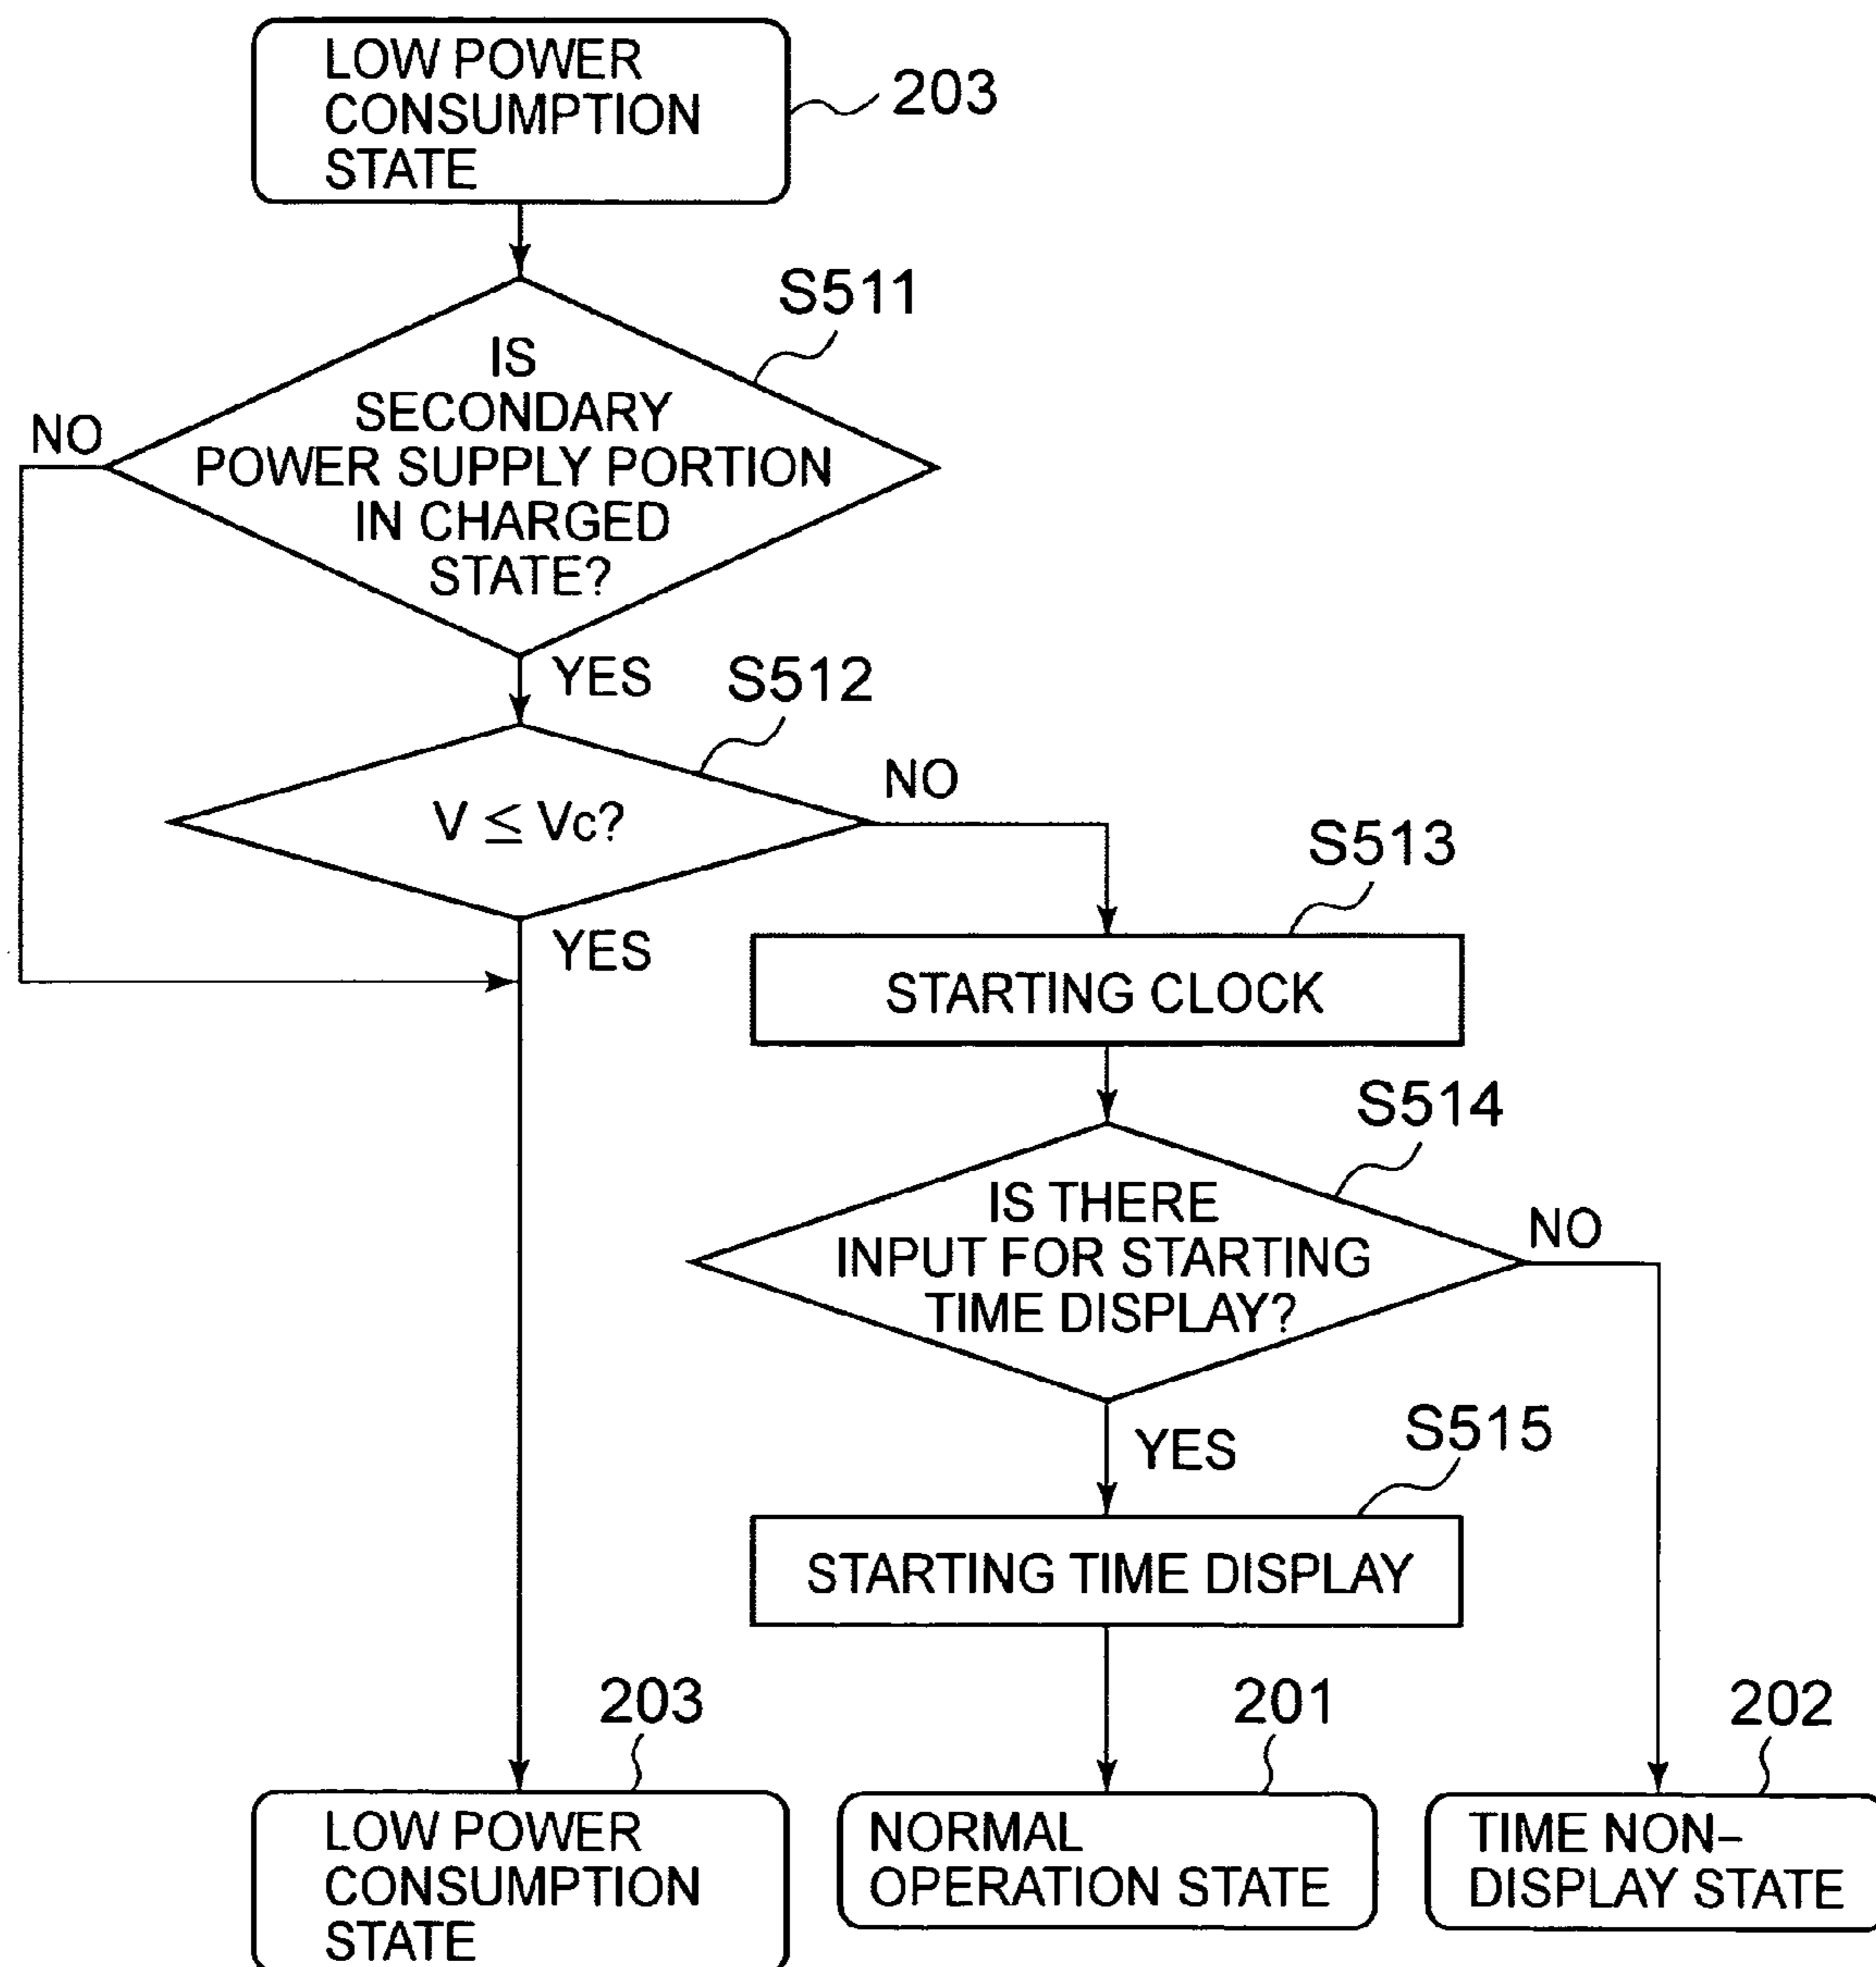 LOW POWER
CONSUMPTION
STATE
203
S511
IS
SECONDARY
POWER SUPPLY PORTION
IN CHARGED
STATE?
NO
YES
S512
V ≤ Vc?
NO
YES
S513
STARTING CLOCK
S514
IS THERE
INPUT FOR STARTING
TIME DISPLAY?
NO
YES
S515
STARTING TIME DISPLAY
203
LOW POWER
CONSUMPTION
STATE
201
NORMAL
OPERATION STATE
202
TIME NON–
DISPLAY STATE